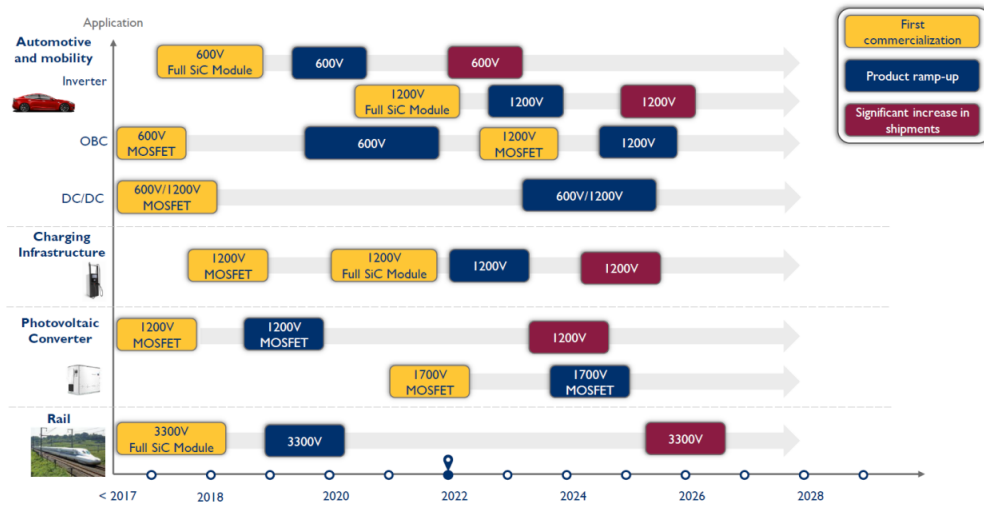 Application
First
commercialization
Product ramp-up
Significant increase in
shipments
Automotive
and mobility
Inverter
600V
Full SiC Module
600V
600V
1200V
Full SiC Module
1200V
1200V
OBC
600V
MOSFET
600V
1200V
MOSFET
1200V
DC/DC
600V/1200V
MOSFET
600V/1200V
Charging
Infrastructure
1200V
MOSFET
1200V
Full SiC Module
1200V
1200V
Photovoltaic
Converter
1200V
MOSFET
1200V
MOSFET
1200V
1700V
MOSFET
1700V
MOSFET
Rail
3300V
Full SiC Module
3300V
3300V
< 2017 2018 2020 2022 2024 2026 2028